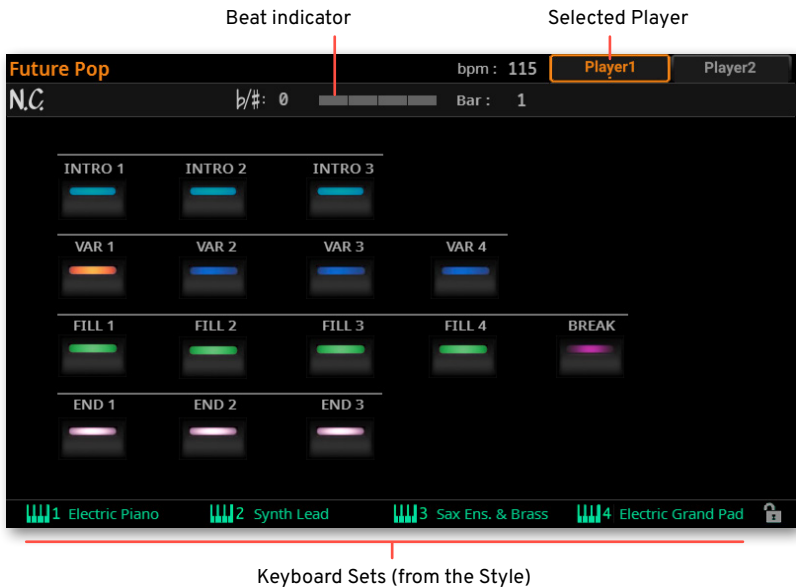 Beat indicator Selected Player
Future Pop bpm: 115 Player1 Player2
N.C. b/#: 0 Bar: 1
INTRO 1 INTRO 2 INTRO 3
VAR 1 VAR 2 VAR 3 VAR 4
FILL 1 FILL 2 FILL 3 FILL 4 BREAK
END 1 END 2 END 3
1 Electric Piano 2 Synth Lead 3 Sax Ens. & Brass 4 Electric Grand Pad
Keyboard Sets (from the Style)